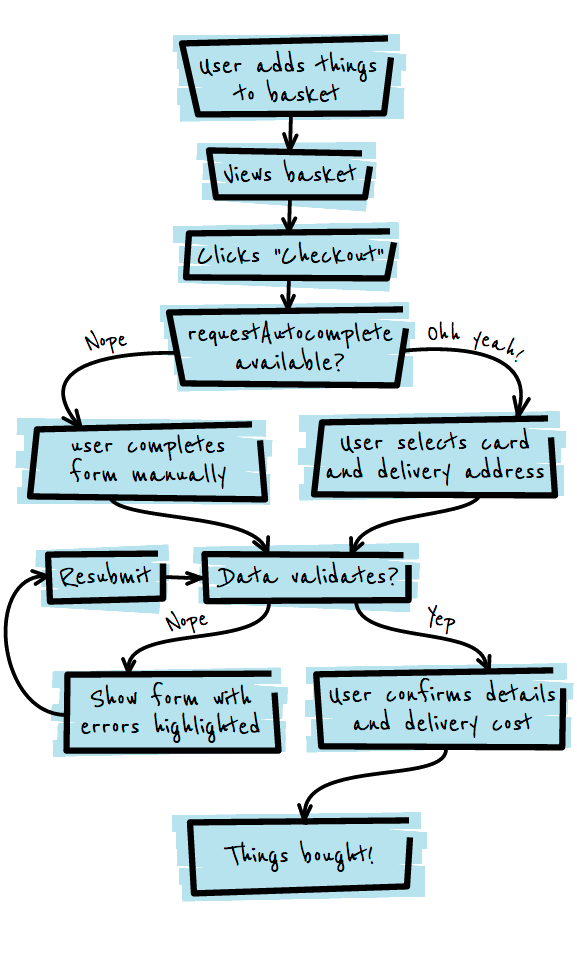 User adds things
to basket
Views basket
Clicks "Checkout"
requestAutocomplete
available?
Nope
Ohh yeah!
user completes
form manually
User selects card
and delivery address
Resubmit
Data validates?
Nope
Yep
Show form with
errors highlighted
User confirms details
and delivery cost
Things bought!